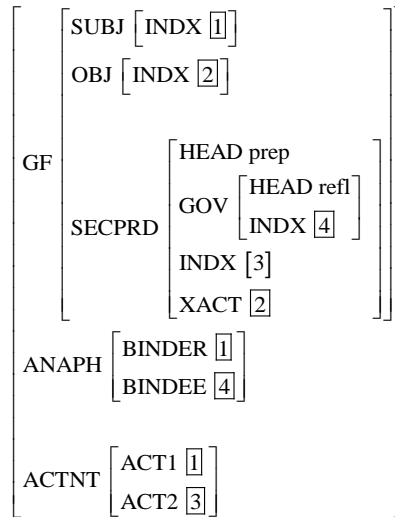 SUBJ [INDX 1]
OBJ [INDX 2]
GF
SECPRD
HEAD prep
GOV
HEAD refl
INDX 4
INDX [3]
XACT 2
ANAPH
BINDER 1
BINDEE 4
ACTNT
ACT1 1
ACT2 3